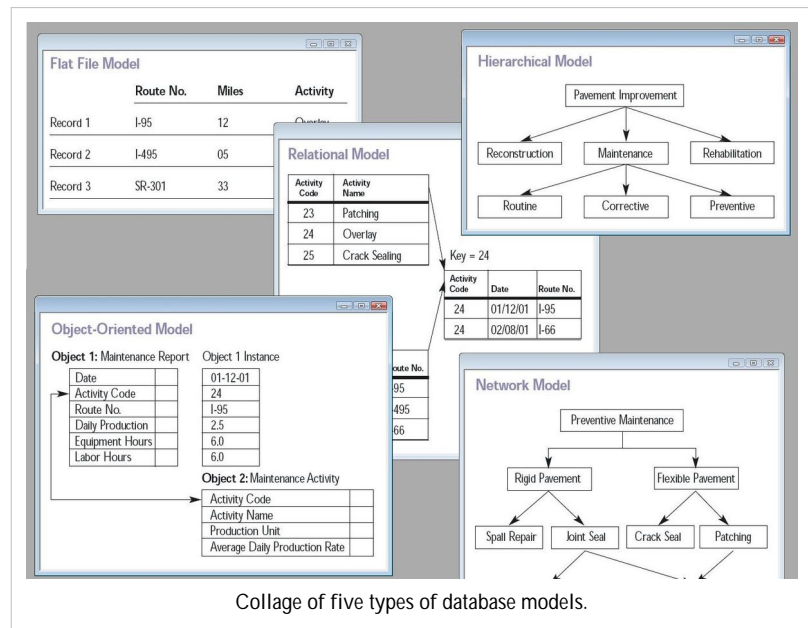 Flat File Model
Route No. Miles Activity
Record 1 I-95 12
Record 2 I-495 05
Record 3 SR-301 33
Hierarchical Model
Pavement Improvement
Reconstruction Maintenance Rehabilitation
Routine Corrective Preventive
Relational Model
Activity Code Activity Name
23 Patching
24 Overlay
25 Crack Sealing
Key = 24
Activity Code Date Route No.
24 01/12/01 I-95
24 02/08/01 I-66
Route No.
95
495
66
Object-Oriented Model
Object 1: Maintenance Report Object 1 Instance
Date 01-12-01
Activity Code 24
Route No. I-95
Daily Production 2.5
Equipment Hours 6.0
Labor Hours 6.0
Object 2: Maintenance Activity
Activity Code
Activity Name
Production Unit
Average Daily Production Rate
Network Model
Preventive Maintenance
Rigid Pavement Flexible Pavement
Spall Repair Joint Seal Crack Seal Patching
Collage of five types of database models.